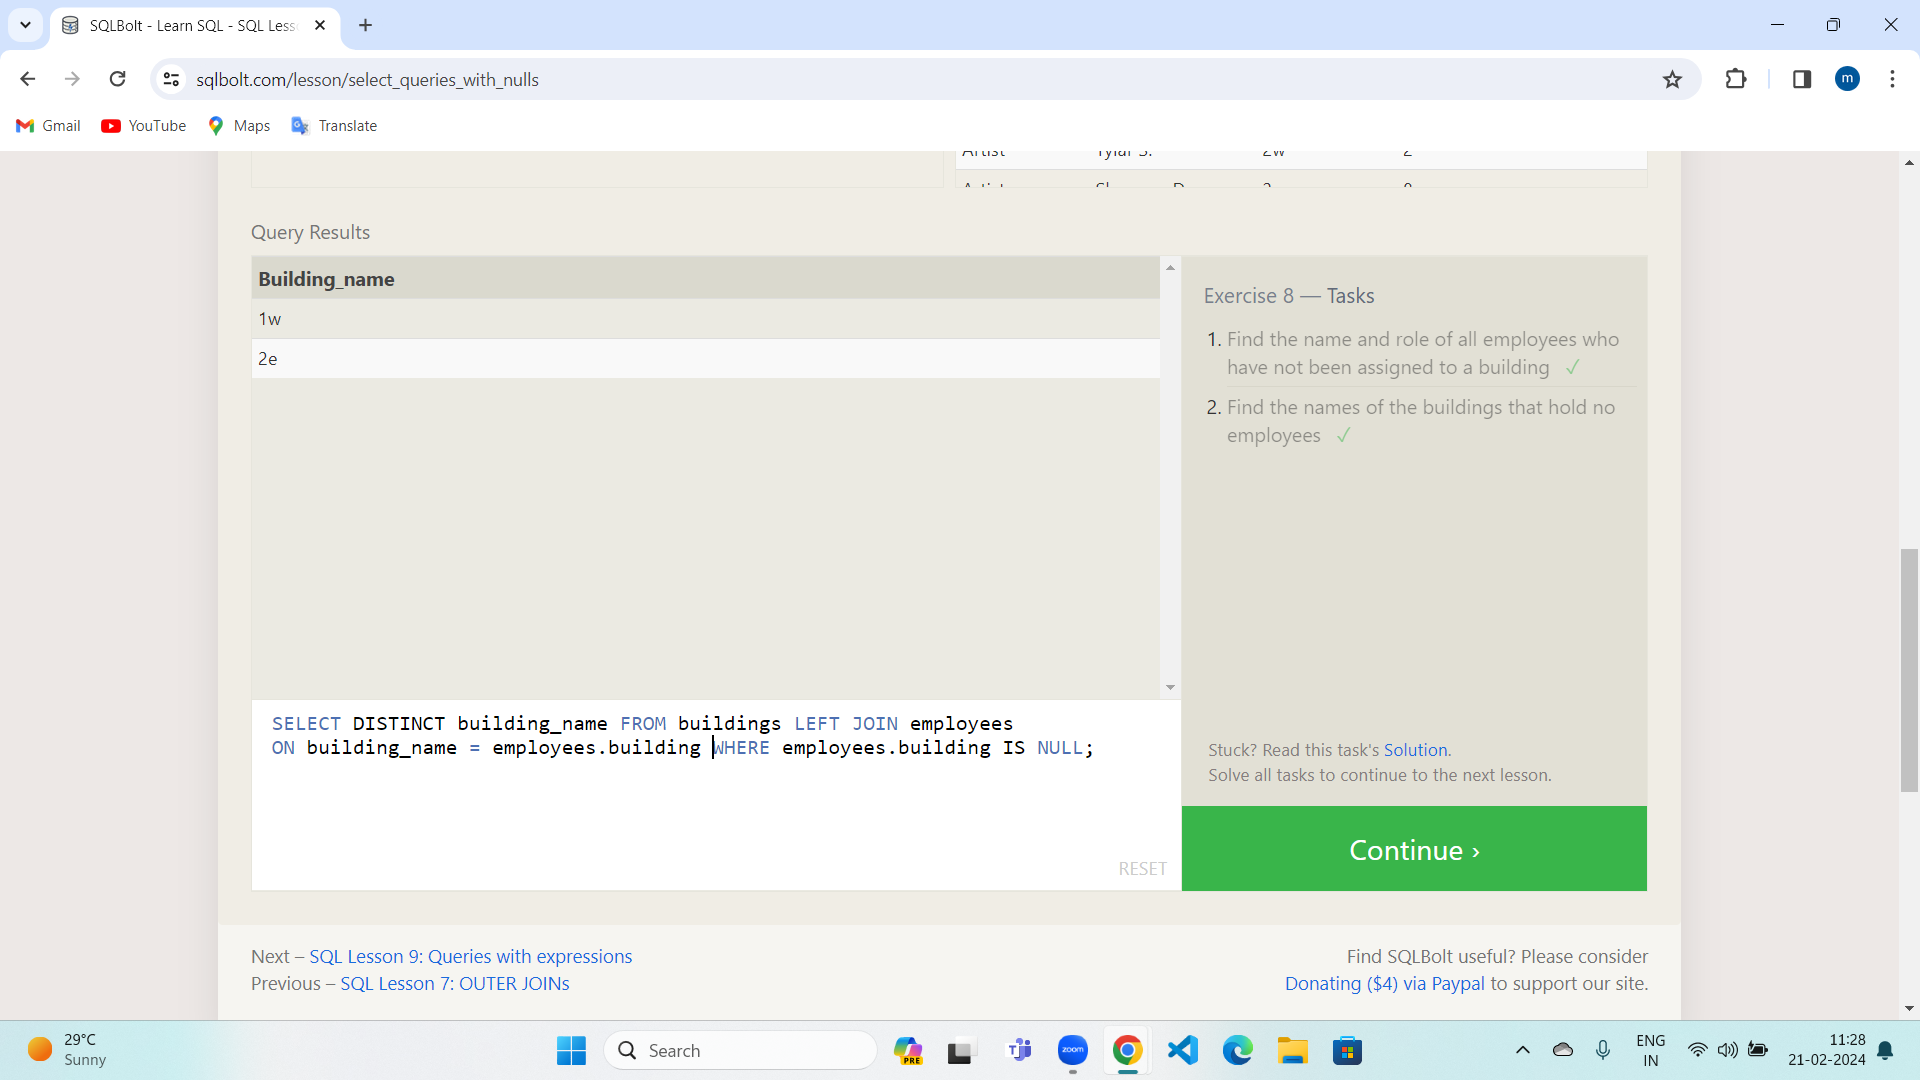 SQLBolt - Learn SQL - SQL Less
sqlbolt.com/lesson/select_queries_with_nulls
m
Gmail YouTube Maps Translate
Artist Tylar S. 2w 2
Query Results
Building_name
1w
2e
Exercise 8 — Tasks
1. Find the name and role of all employees who
have not been assigned to a building ✓
2. Find the names of the buildings that hold no
employees ✓
SELECT DISTINCT building_name FROM buildings LEFT JOIN employees
ON building_name = employees.building WHERE employees.building IS NULL;
RESET
Stuck? Read this task's Solution.
Solve all tasks to continue to the next lesson.
Continue ›
Next – SQL Lesson 9: Queries with expressions
Previous – SQL Lesson 7: OUTER JOINs
Find SQLBolt useful? Please consider
Donating ($4) via Paypal to support our site.
29°C
Sunny
Search
PRE
zoom
ENG
IN
11:28
21-02-2024